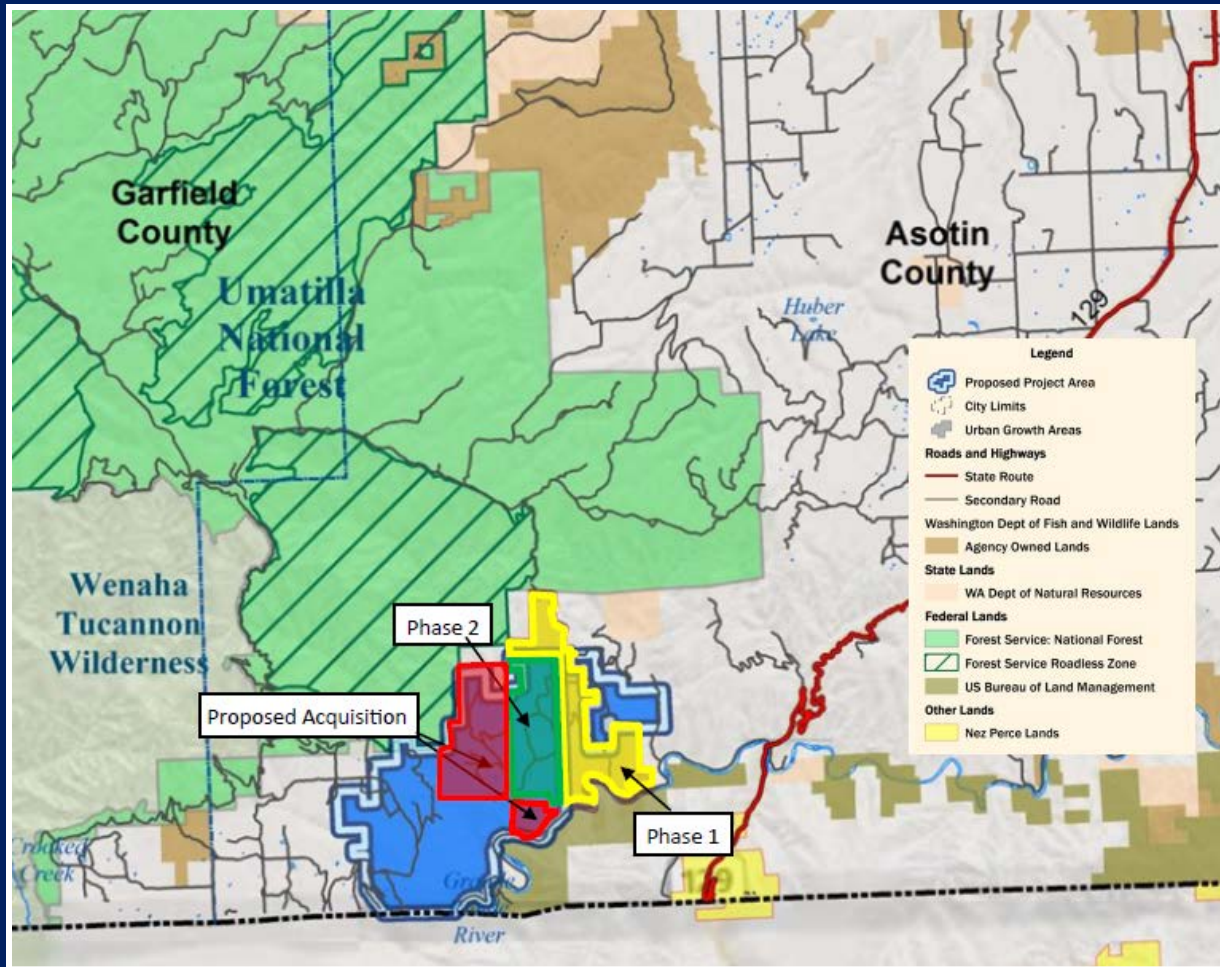 Garfield
County
Umatilla
National
Forest
Asotin
County
129
Huber
Lake
Wenaha
Tucannon
Wilderness
Phase 2
Proposed Acquisition
Phase 1
Crooked
Creek
River
129
Legend
Proposed Project Area
City Limits
Urban Growth Areas
Roads and Highways
State Route
Secondary Road
Washington Dept of Fish and Wildlife Lands
Agency Owned Lands
State Lands
WA Dept of Natural Resources
Federal Lands
Forest Service: National Forest
Forest Service Roadless Zone
US Bureau of Land Management
Other Lands
Nez Perce Lands